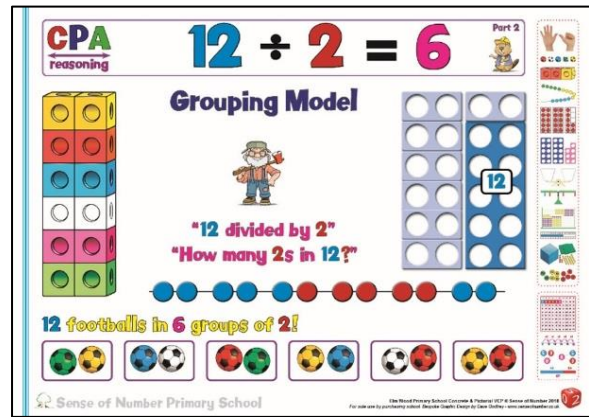 CPA
reasoning
12 ÷ 2 = 6
Part 2
Grouping Model
12
"12 divided by 2"
"How many 2s in 12?"
12 footballs in 6 groups of 2!
Sense of Number Primary School